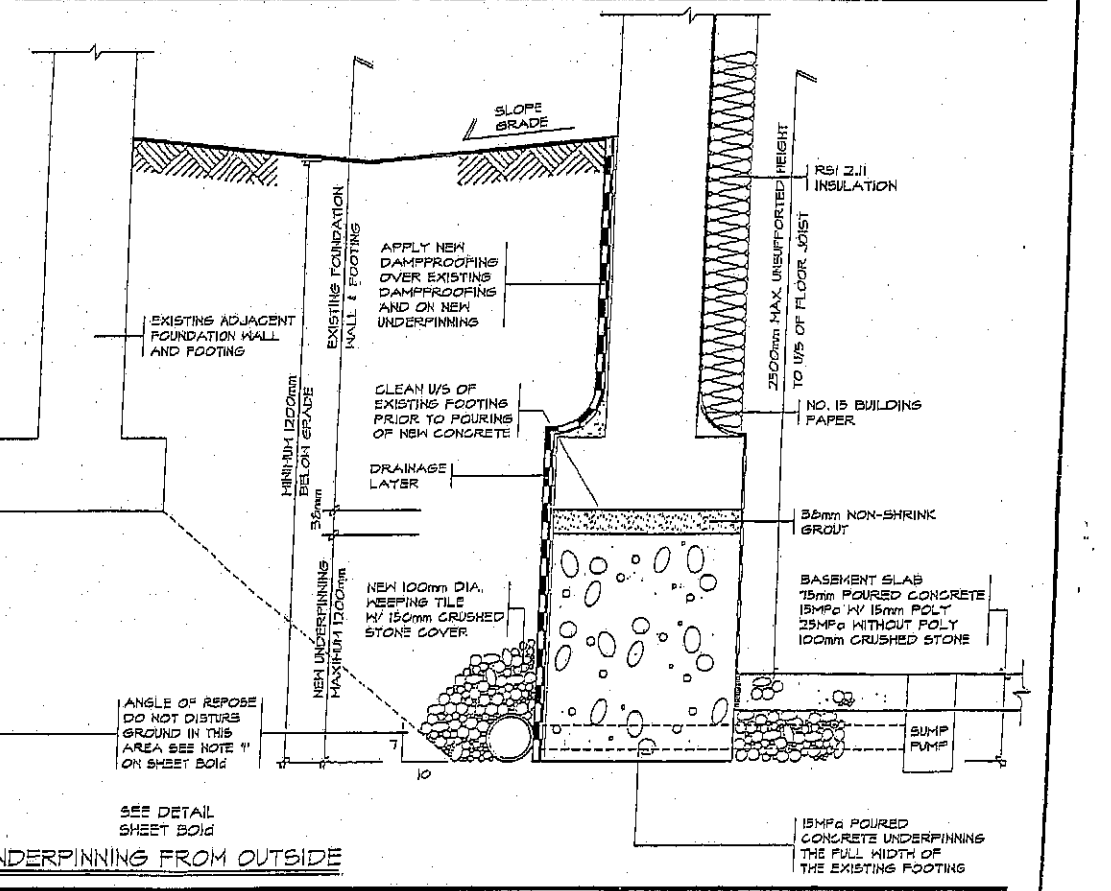 SLOPE
GRADE
RSI 2.11
INSULATION
APPLY NEW
DAMPPROOFING
OVER EXISTING
DAMPPROOFING
AND ON NEW
UNDERPINNING
EXISTING FOUNDATION
WALL & FOOTING
2500mm MAX. UNSUPPORTED HEIGHT
TO U/S OF FLOOR JOIST
EXISTING ADJACENT
FOUNDATION WALL
AND FOOTING
MINIMUM 1200mm
BELOW GRADE
CLEAN U/S OF
EXISTING FOOTING
PRIOR TO POURING
OF NEW CONCRETE
NO. 15 BUILDING
PAPER
DRAINAGE
LAYER
38mm
38mm NON-SHRINK
GROUT
NEW UNDERPINNING
MAXIMUM 1200mm
NEW 100mm DIA.
WEEPING TILE
W/ 150mm CRUSHED
STONE COVER
BASEMENT SLAB
75mm POURED CONCRETE
15MPa W/ 15mm POLY
25MPa WITHOUT POLY
100mm CRUSHED STONE
ANGLE OF REPOSE
DO NOT DISTURB
GROUND IN THIS
AREA SEE NOTE '1'
ON SHEET B01d
7
10
SUMP
PUMP
SEE DETAIL
SHEET B01d
15MPa POURED
CONCRETE UNDERPINNING
THE FULL WIDTH OF
THE EXISTING FOOTING
NDERPINNING FROM OUTSIDE